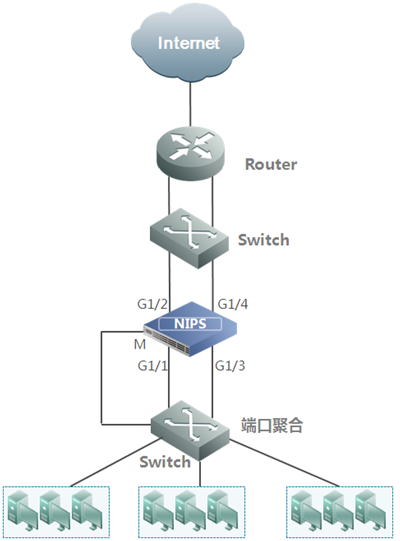 Internet
Router
Switch
G1/2
G1/4
NIPS
M
G1/1
G1/3
端口聚合
Switch